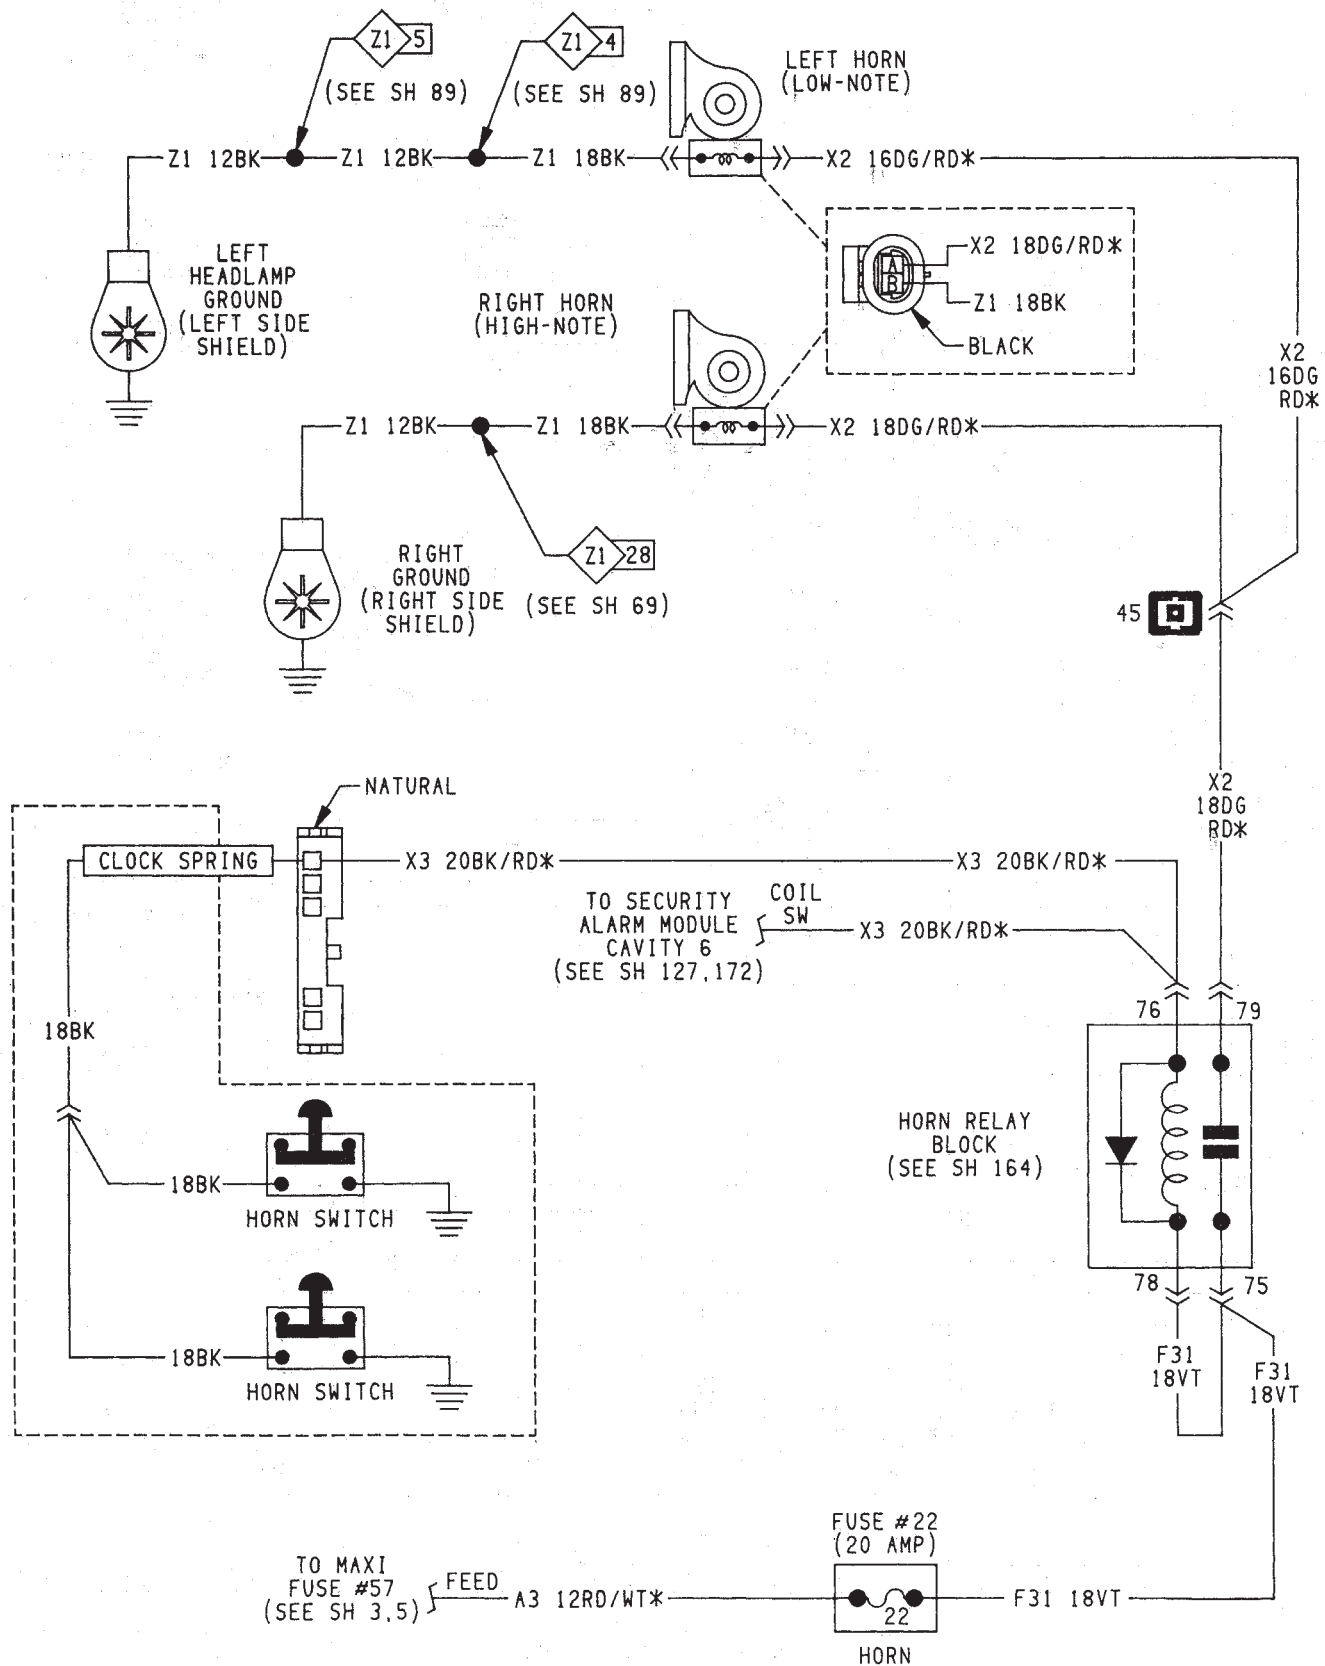 Z1 5
(SEE SH 89)
Z1 4
(SEE SH 89)
LEFT HORN
(LOW-NOTE)
Z1 12BK
Z1 12BK
Z1 18BK
X2 16DG/RD*
LEFT
HEADLAMP
GROUND
(LEFT SIDE
SHIELD)
RIGHT HORN
(HIGH-NOTE)
A
B
X2 18DG/RD*
Z1 18BK
BLACK
X2
16DG
RD*
Z1 12BK
Z1 18BK
X2 18DG/RD*
Z1 28
(SEE SH 69)
RIGHT
GROUND
(RIGHT SIDE
SHIELD)
45
NATURAL
X2
18DG
RD*
CLOCK SPRING
X3 20BK/RD*
X3 20BK/RD*
TO SECURITY
ALARM MODULE
CAVITY 6
(SEE SH 127,172)
COIL
SW
X3 20BK/RD*
18BK
76
79
HORN RELAY
BLOCK
(SEE SH 164)
18BK
HORN SWITCH
78
75
18BK
HORN SWITCH
F31
18VT
F31
18VT
FUSE #22
(20 AMP)
TO MAXI
FUSE #57
(SEE SH 3,5)
FEED
A3 12RD/WT*
22
F31 18VT
HORN